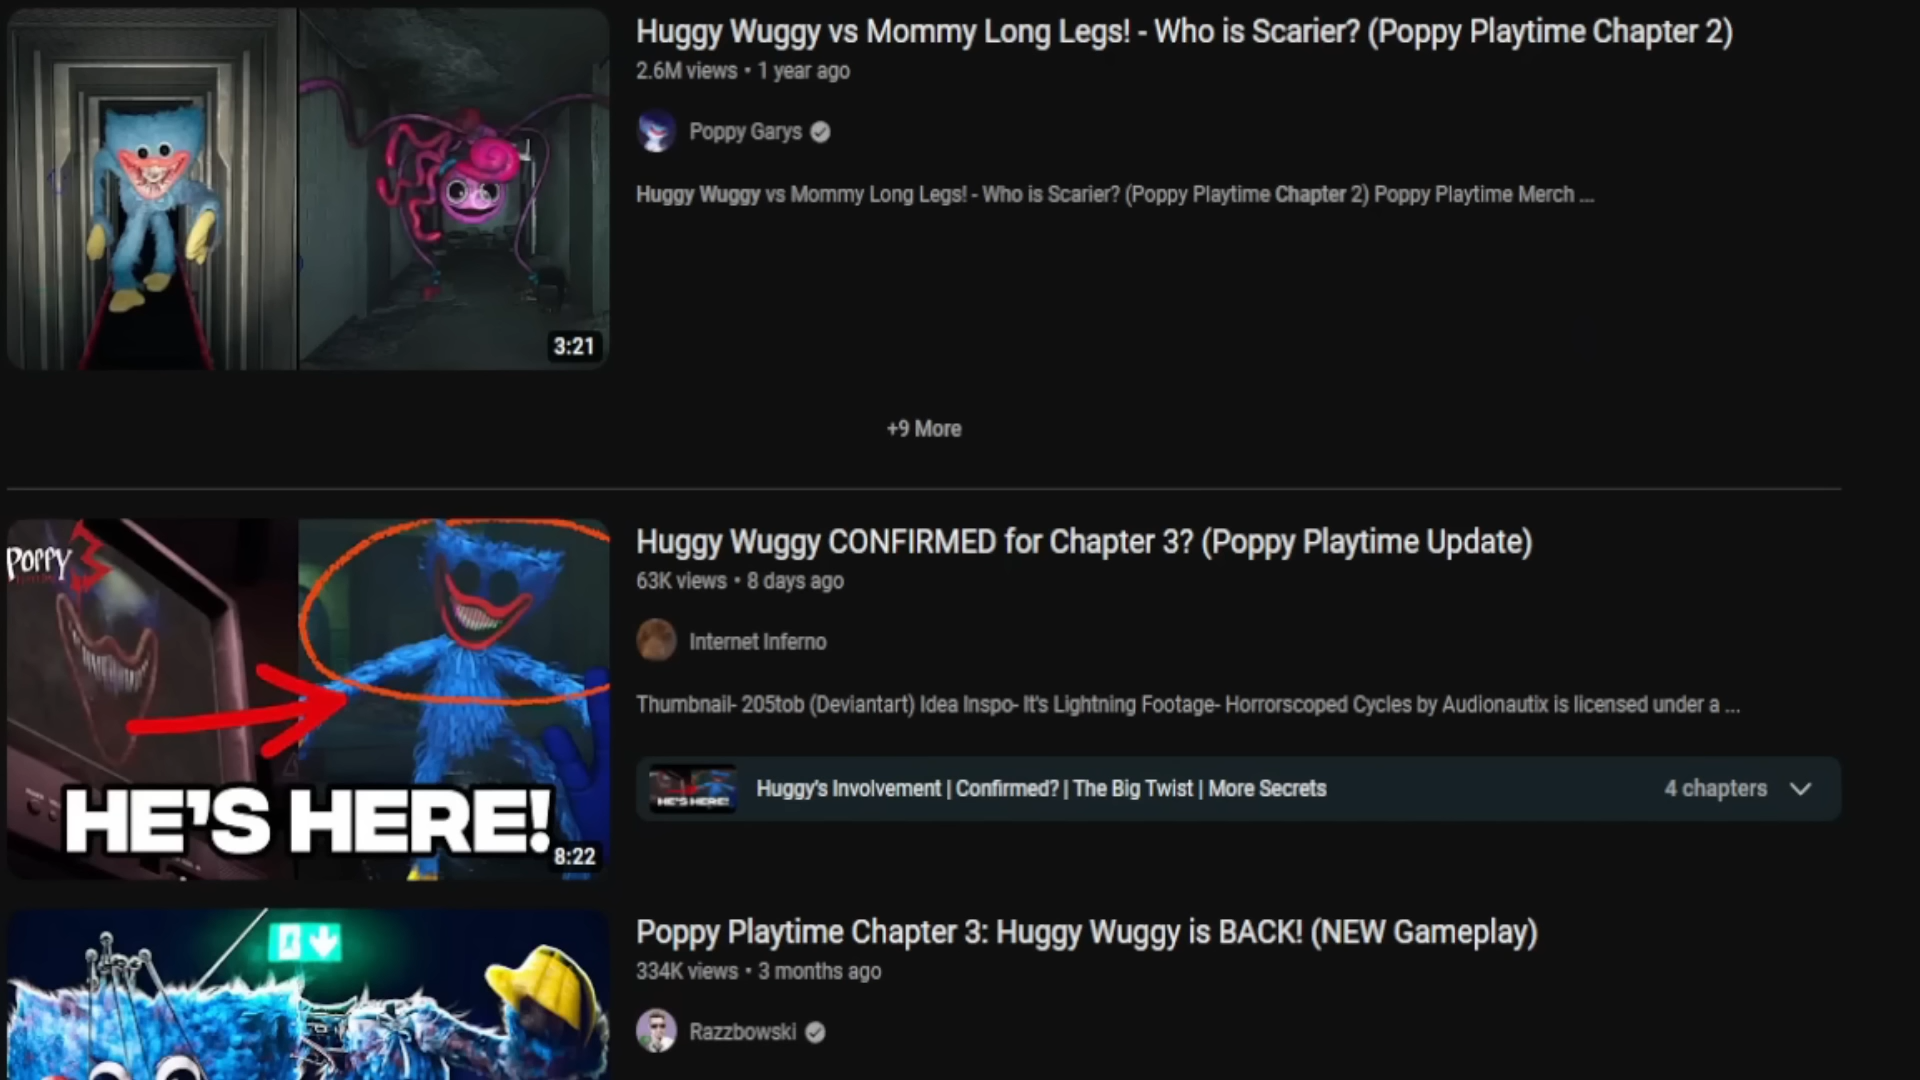 Huggy Wuggy vs Mommy Long Legs! - Who is Scarier? (Poppy Playtime Chapter 2)
2.6M views • 1 year ago
Poppy Garys
Huggy Wuggy vs Mommy Long Legs! - Who is Scarier? (Poppy Playtime Chapter 2) Poppy Playtime Merch ...
3:21
+9 More
POPPY 3
HE'S HERE!
8:22
Huggy Wuggy CONFIRMED for Chapter 3? (Poppy Playtime Update)
63K views • 8 days ago
Internet Inferno
Thumbnail- 205tob (Deviantart) Idea Inspo- It's Lightning Footage- Horrorscoped Cycles by Audionautix is licensed under a ...
HE'S HERE!
Huggy's Involvement | Confirmed? | The Big Twist | More Secrets
4 chapters
Poppy Playtime Chapter 3: Huggy Wuggy is BACK! (NEW Gameplay)
334K views • 3 months ago
Razzbowski